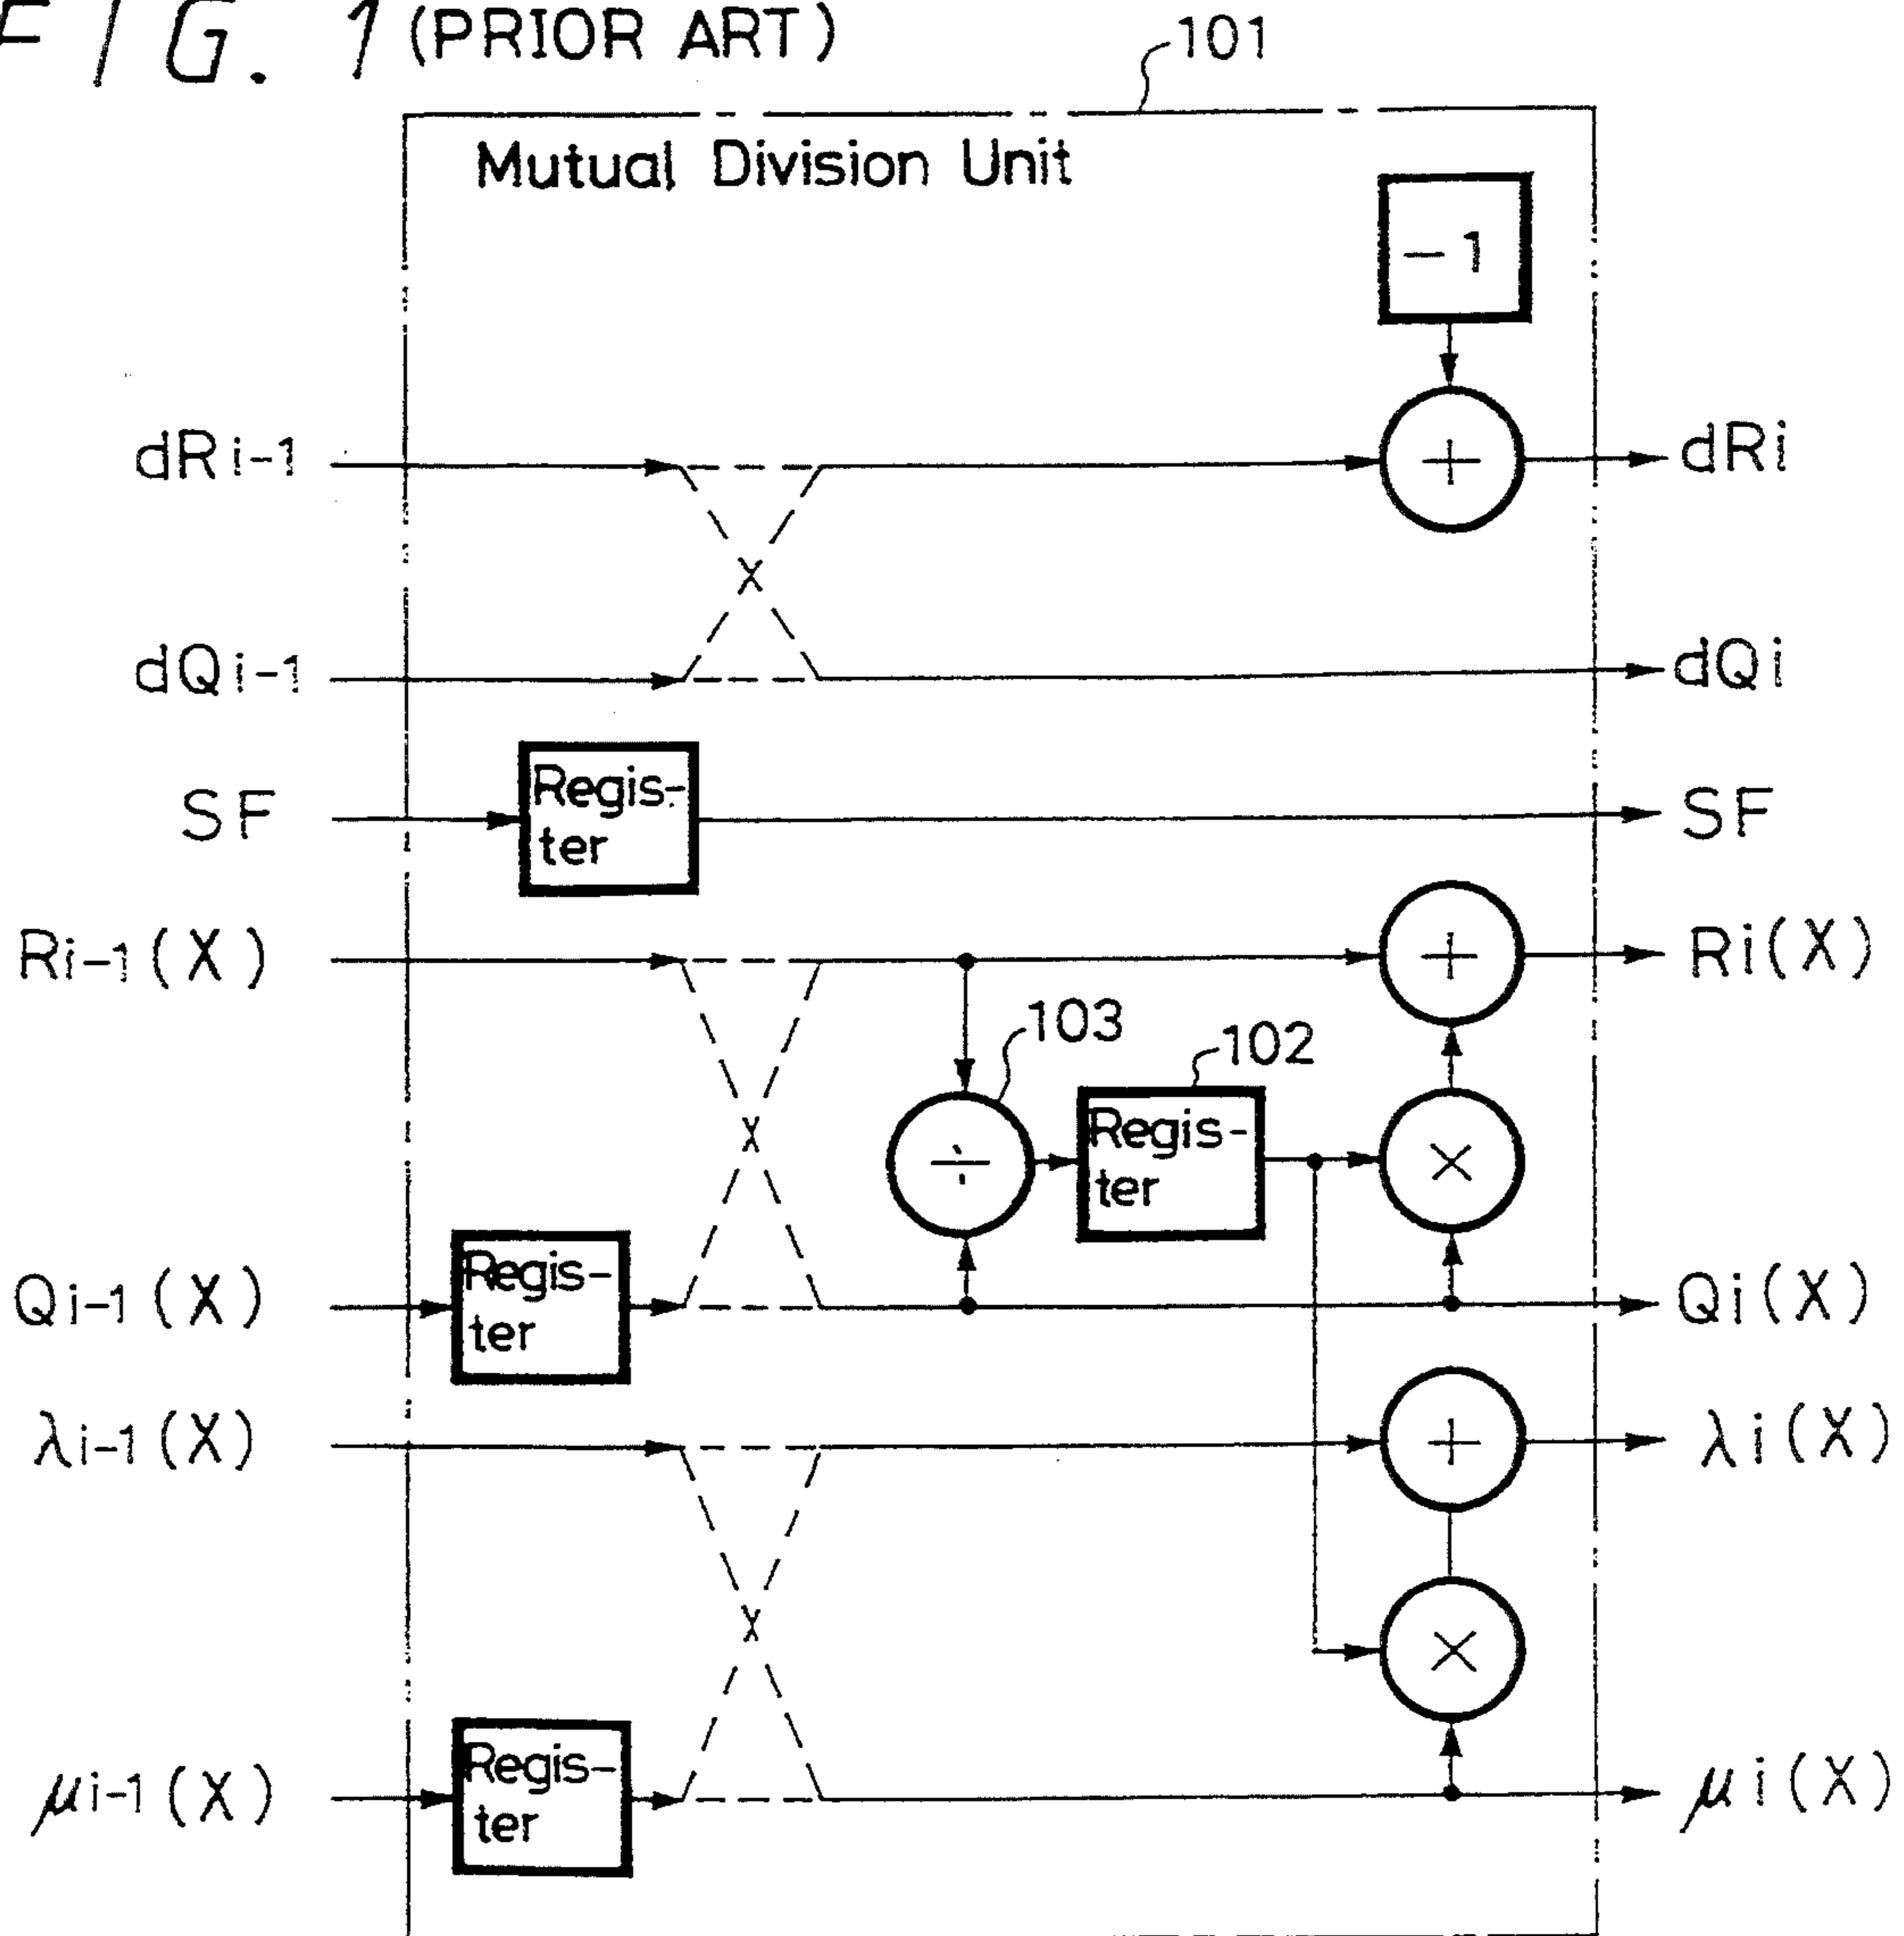 FIG. 1 (PRIOR ART)
101
Mutual Division Unit
-1
dRi-1
+
dRi
dQi-1
dQi
SF
Regis-
ter
SF
Ri-1(X)
+
Ri(X)
103
102
÷
Regis-
ter
×
Qi-1(X)
Regis-
ter
Qi(X)
λi-1(X)
+
λi(X)
×
μi-1(X)
Regis-
ter
μi(X)